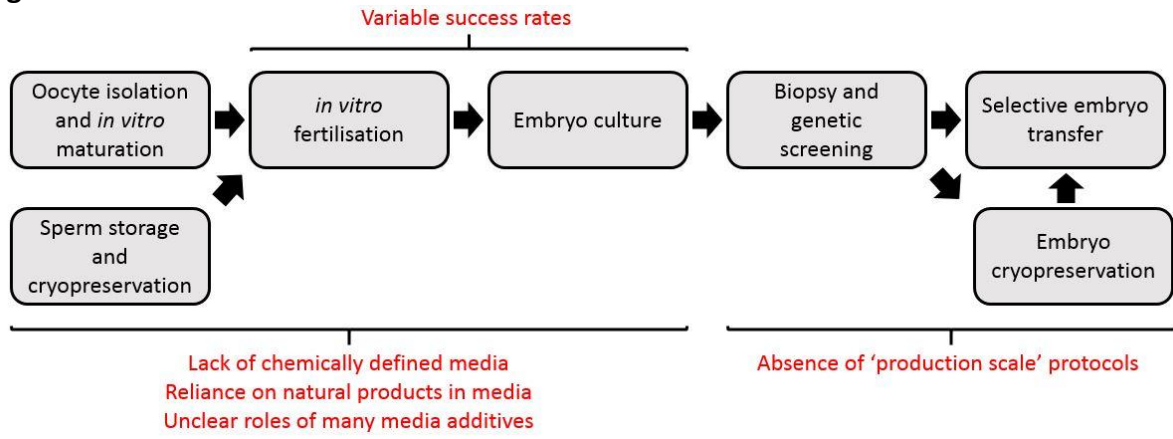 Variable success rates
Oocyte isolation
and in vitro
maturation
in vitro
fertilisation
Embryo culture
Biopsy and
genetic
screening
Selective embryo
transfer
Sperm storage
and
cryopreservation
Embryo
cryopreservation
Lack of chemically defined media
Reliance on natural products in media
Unclear roles of many media additives
Absence of ‘production scale’ protocols